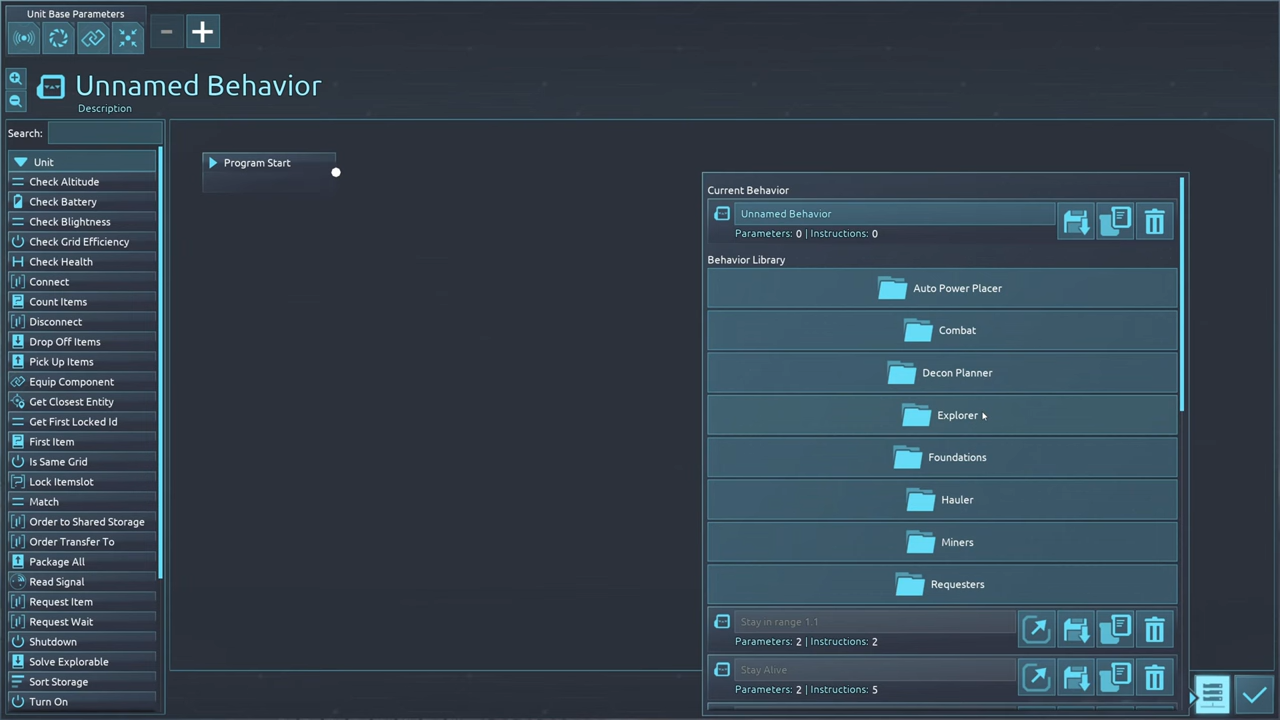 Unit Base Parameters
Unnamed Behavior
Description
Search:
Unit
Check Altitude
Check Battery
Check Blightness
Check Grid Efficiency
Check Health
Connect
Count Items
Disconnect
Drop Off Items
Pick Up Items
Equip Component
Get Closest Entity
Get First Locked Id
First Item
Is Same Grid
Lock Itemslot
Match
Order to Shared Storage
Order Transfer To
Package All
Read Signal
Request Item
Request Wait
Shutdown
Solve Explorable
Sort Storage
Turn On
Program Start
Current Behavior
Unnamed Behavior
Parameters: 0 | Instructions: 0
Behavior Library
Auto Power Placer
Combat
Decon Planner
Explorer
Foundations
Hauler
Miners
Requesters
Stay in range 1.1
Parameters: 2 | Instructions: 2
Stay Alive
Parameters: 2 | Instructions: 5